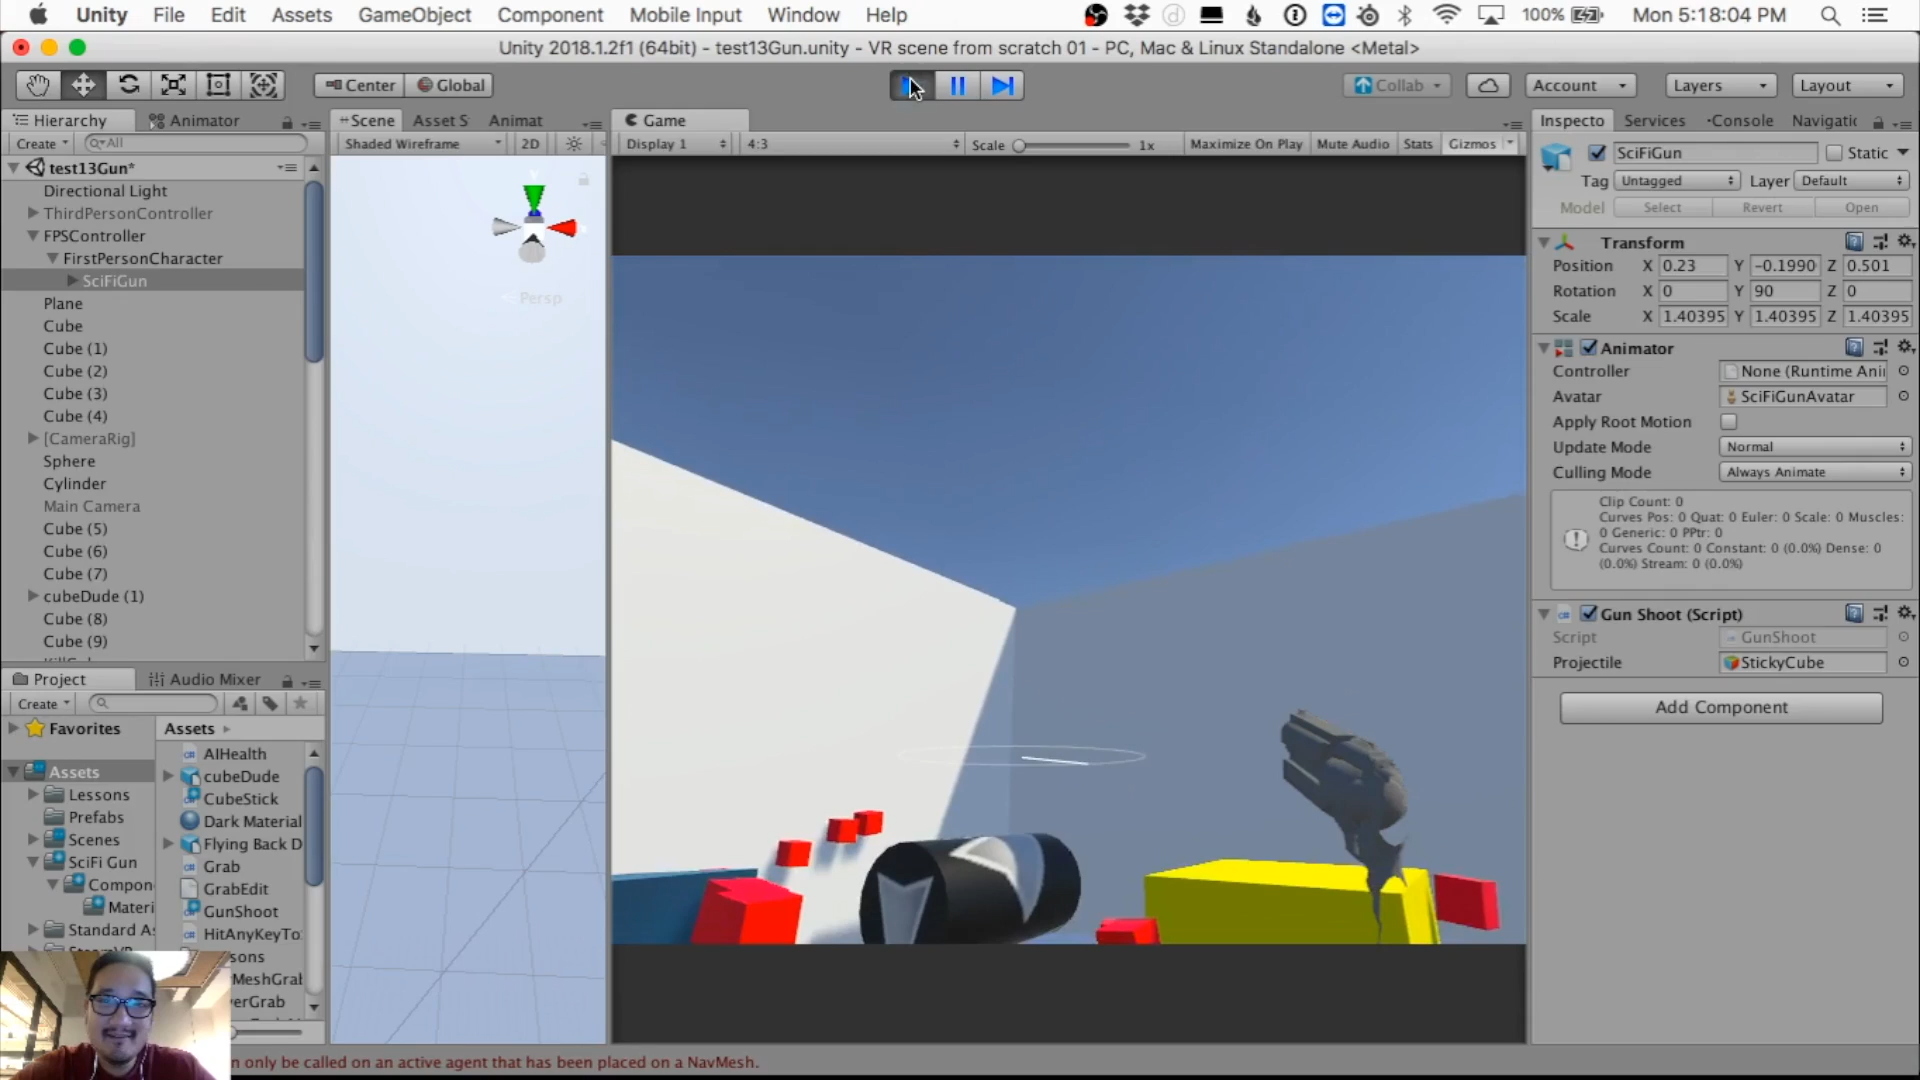 Unity File Edit Assets GameObject Component Mobile Input Window Help 100% Mon 5:18:04 PM
Unity 2018.1.2f1 (64bit) - test13Gun.unity - VR scene from scratch 01 - PC, Mac & Linux Standalone <Metal>
Center Global Collab Account Layers Layout
Hierarchy Animator
Create All
test13Gun*
Directional Light
ThirdPersonController
FPSController
FirstPersonCharacter
SciFiGun
Plane
Cube
Cube (1)
Cube (2)
Cube (3)
Cube (4)
[CameraRig]
Sphere
Cylinder
Main Camera
Cube (5)
Cube (6)
Cube (7)
cubeDude (1)
Cube (8)
Cube (9)
Scene Asset S Animat
Shaded Wireframe 2D
Persp
Game
Display 1 4:3 Scale 1x Maximize On Play Mute Audio Stats Gizmos
Inspecto Services Console Navigatic
SciFiGun Static
Tag Untagged Layer Default
Model Select Revert Open
Transform
Position X 0.23 Y -0.1990 Z 0.501
Rotation X 0 Y 90 Z 0
Scale X 1.40395 Y 1.40395 Z 1.40395
Animator
Controller None (Runtime Ani
Avatar SciFiGunAvatar
Apply Root Motion
Update Mode Normal
Culling Mode Always Animate
Clip Count: 0
Curves Pos: 0 Quat: 0 Euler: 0 Scale: 0 Muscles:
0 Generic: 0 PPtr: 0
Curves Count: 0 Constant: 0 (0.0%) Dense: 0
(0.0%) Stream: 0 (0.0%)
Gun Shoot (Script)
Script GunShoot
Projectile StickyCube
Add Component
Project Audio Mixer
Create
Favorites
Assets
Lessons
Prefabs
Scenes
SciFi Gun
Compon
Materi
Standard As
Assets
AIHealth
cubeDude
CubeStick
Dark Material
Flying Back D
Grab
GrabEdit
GunShoot
HitAnyKeyTo
sons
MeshGrab
erGrab
n only be called on an active agent that has been placed on a NavMesh.